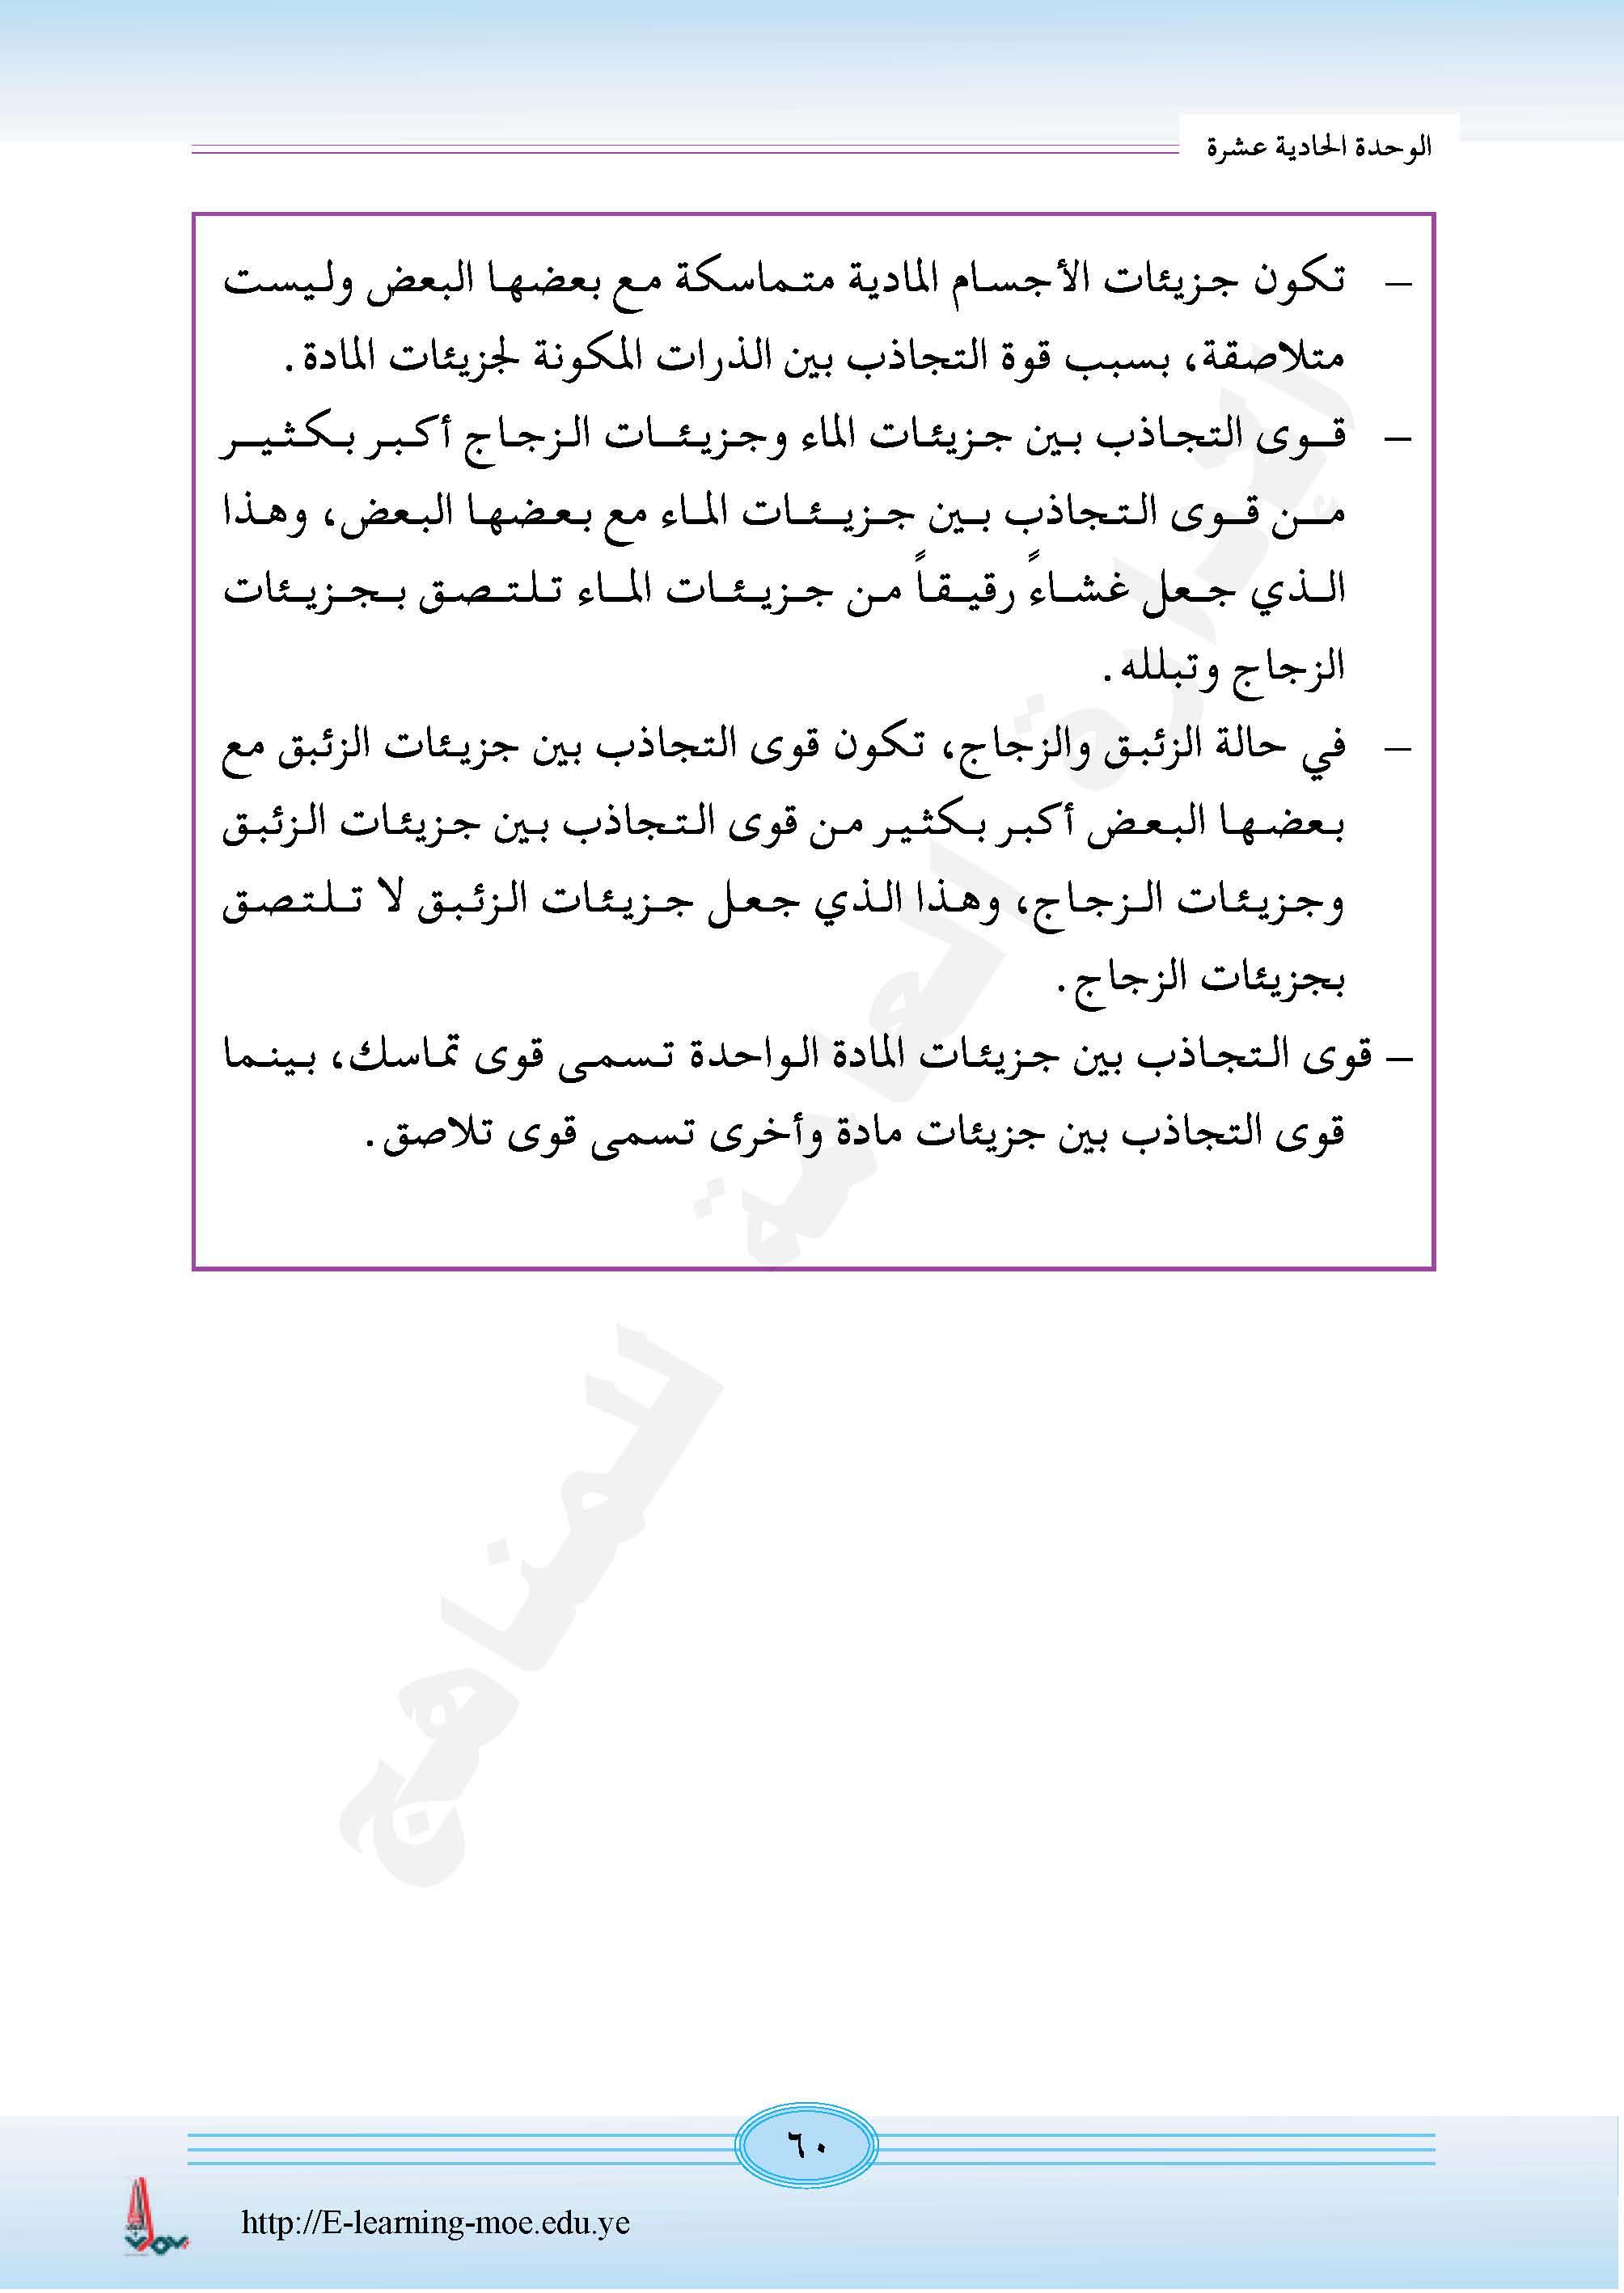 الوحدة الحادية عشرة
– تكون جزيئات الأجسام المادية متماسكة مع بعضها البعض وليست
متلاصقة، بسبب قوة التجاذب بين الذرات المكونة لجزيئات المادة.
– قوى التجاذب بين جزيئات الماء وجزيئات الزجاج أكبر بكثير
من قوى التجاذب بين جزيئات الماء مع بعضها البعض، وهذا
الذي جعل غشاءً رقيقاً من جزيئات الماء تلتصق بجزيئات
الزجاج وتبلله.
– في حالة الزئبق والزجاج، تكون قوى التجاذب بين جزيئات الزئبق مع
بعضها البعض أكبر بكثير من قوى التجاذب بين جزيئات الزئبق
وجزيئات الزجاج، وهذا الذي جعل جزيئات الزئبق لا تلتصق
بجزيئات الزجاج.
– قوى التجاذب بين جزيئات المادة الواحدة تسمى قوى تماسك، بينما
قوى التجاذب بين جزيئات مادة وأخرى تسمى قوى تلاصق.
إدارة العامة للمناهج
٦٠
http://E-learning-moe.edu.ye